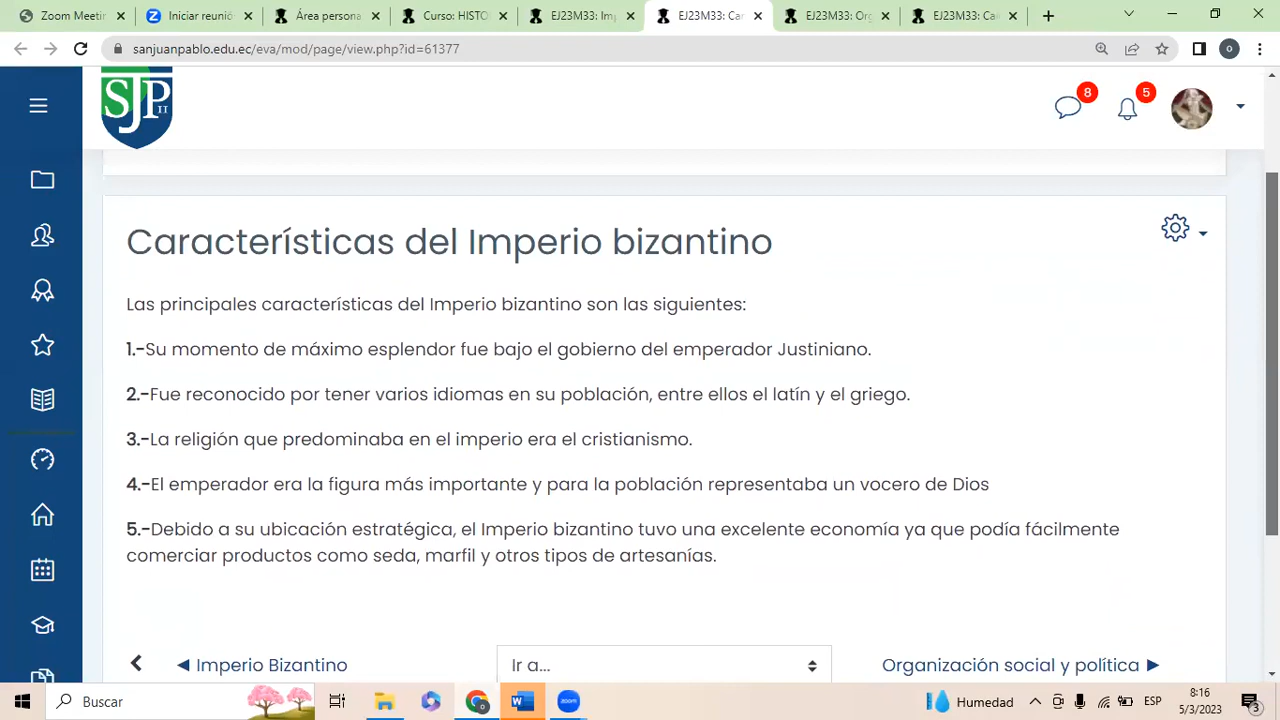 Zoom Meetin
Iniciar reunió
Área persona
Curso: HISTO
EJ23M33: Im
EJ23M33: Car
EJ23M33: Org
EJ23M33: Ca
sanjuanpablo.edu.ec/eva/mod/page/view.php?id=61377
O
SJP II
8
5
Características del Imperio bizantino
Las principales características del Imperio bizantino son las siguientes:
1.-Su momento de máximo esplendor fue bajo el gobierno del emperador Justiniano.
2.-Fue reconocido por tener varios idiomas en su población, entre ellos el latín y el griego.
3.-La religión que predominaba en el imperio era el cristianismo.
4.-El emperador era la figura más importante y para la población representaba un vocero de Dios
5.-Debido a su ubicación estratégica, el Imperio bizantino tuvo una excelente economía ya que podía fácilmente
comerciar productos como seda, marfil y otros tipos de artesanías.
◀ Imperio Bizantino
Ir a...
Organización social y política ▶
Buscar
Humedad
ESP
8:16
5/3/2023
3